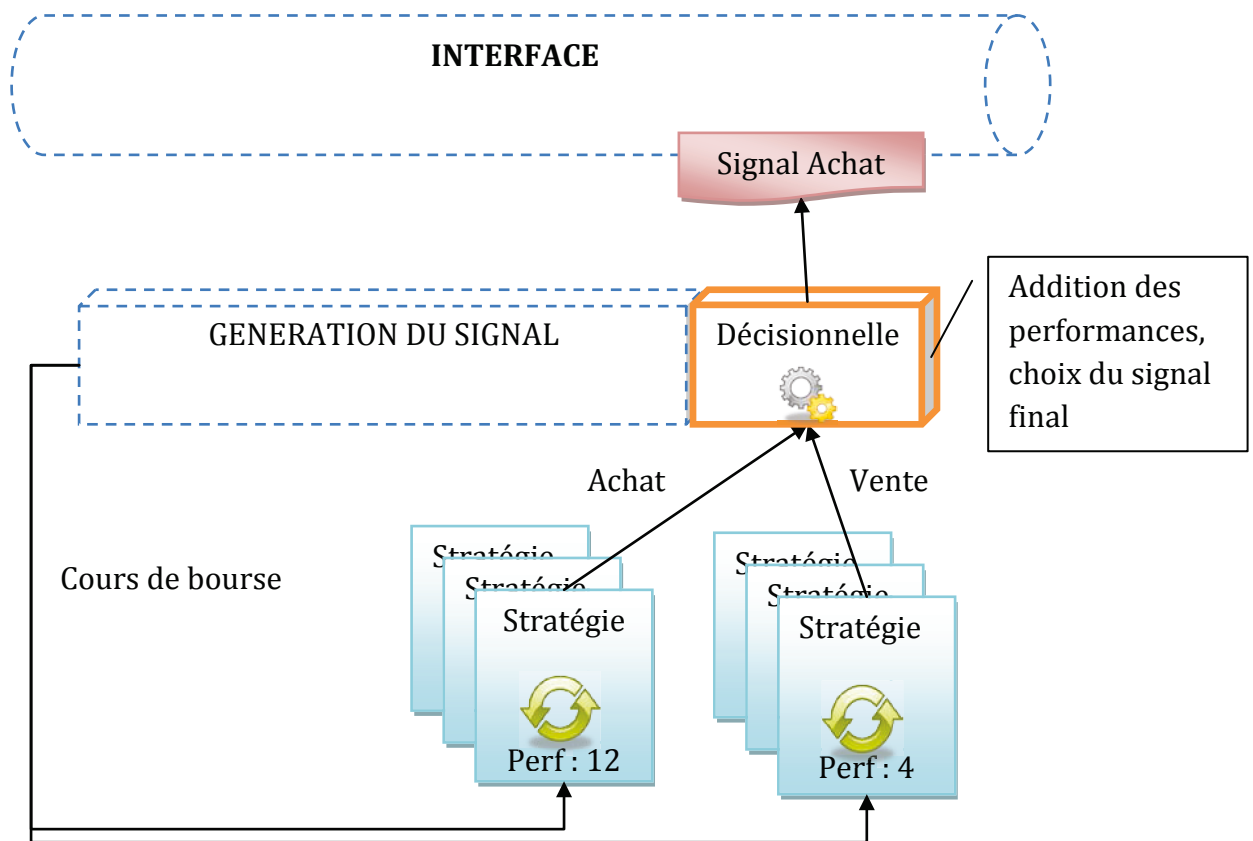 INTERFACE
Signal Achat
GENERATION DU SIGNAL
Décisionnelle
Addition des
performances,
choix du signal
final
Achat
Vente
Cours de bourse
Stratégie
Stratégie
Stratégie
Perf : 12
Stratégie
Stratégie
Stratégie
Perf : 4